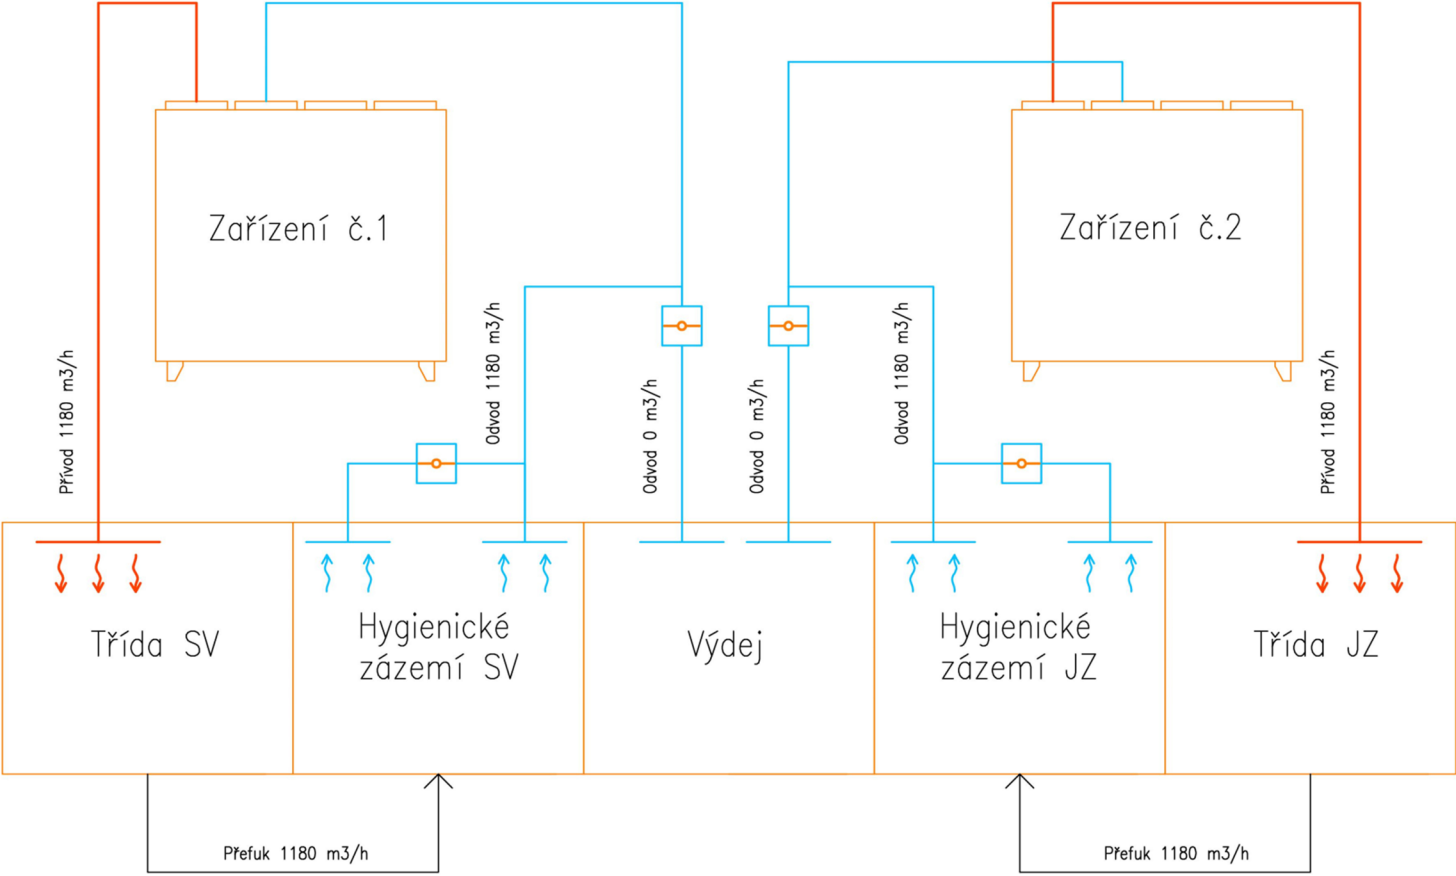 Zařízení č.1
Zařízení č.2
Přívod 1180 m3/h
Odvod 1180 m3/h
Odvod 0 m3/h
Odvod 0 m3/h
Odvod 1180 m3/h
Přívod 1180 m3/h
Třída SV
Hygienické
zázemí SV
Výdej
Hygienické
zázemí JZ
Třída JZ
Přefuk 1180 m3/h
Přefuk 1180 m3/h